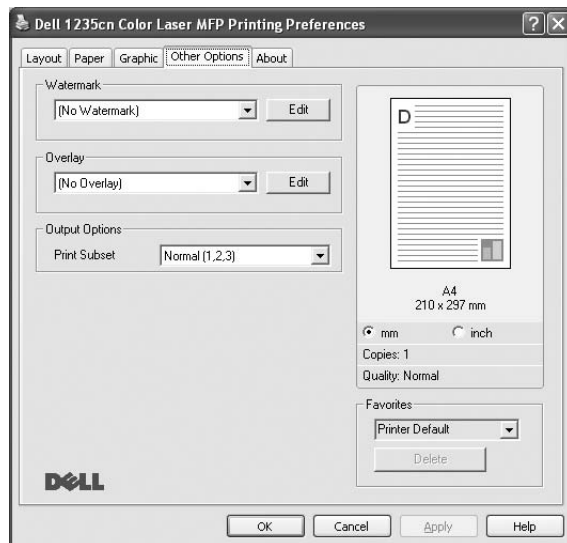 Dell 1235cn Color Laser MFP Printing Preferences
Layout Paper Graphic Other Options About
Watermark
(No Watermark) Edit
Overlay
(No Overlay) Edit
Output Options
Print Subset Normal (1,2,3)
D
A4
210 x 297 mm
mm inch
Copies: 1
Quality: Normal
Favorites
Printer Default
Delete
DELL
OK Cancel Apply Help